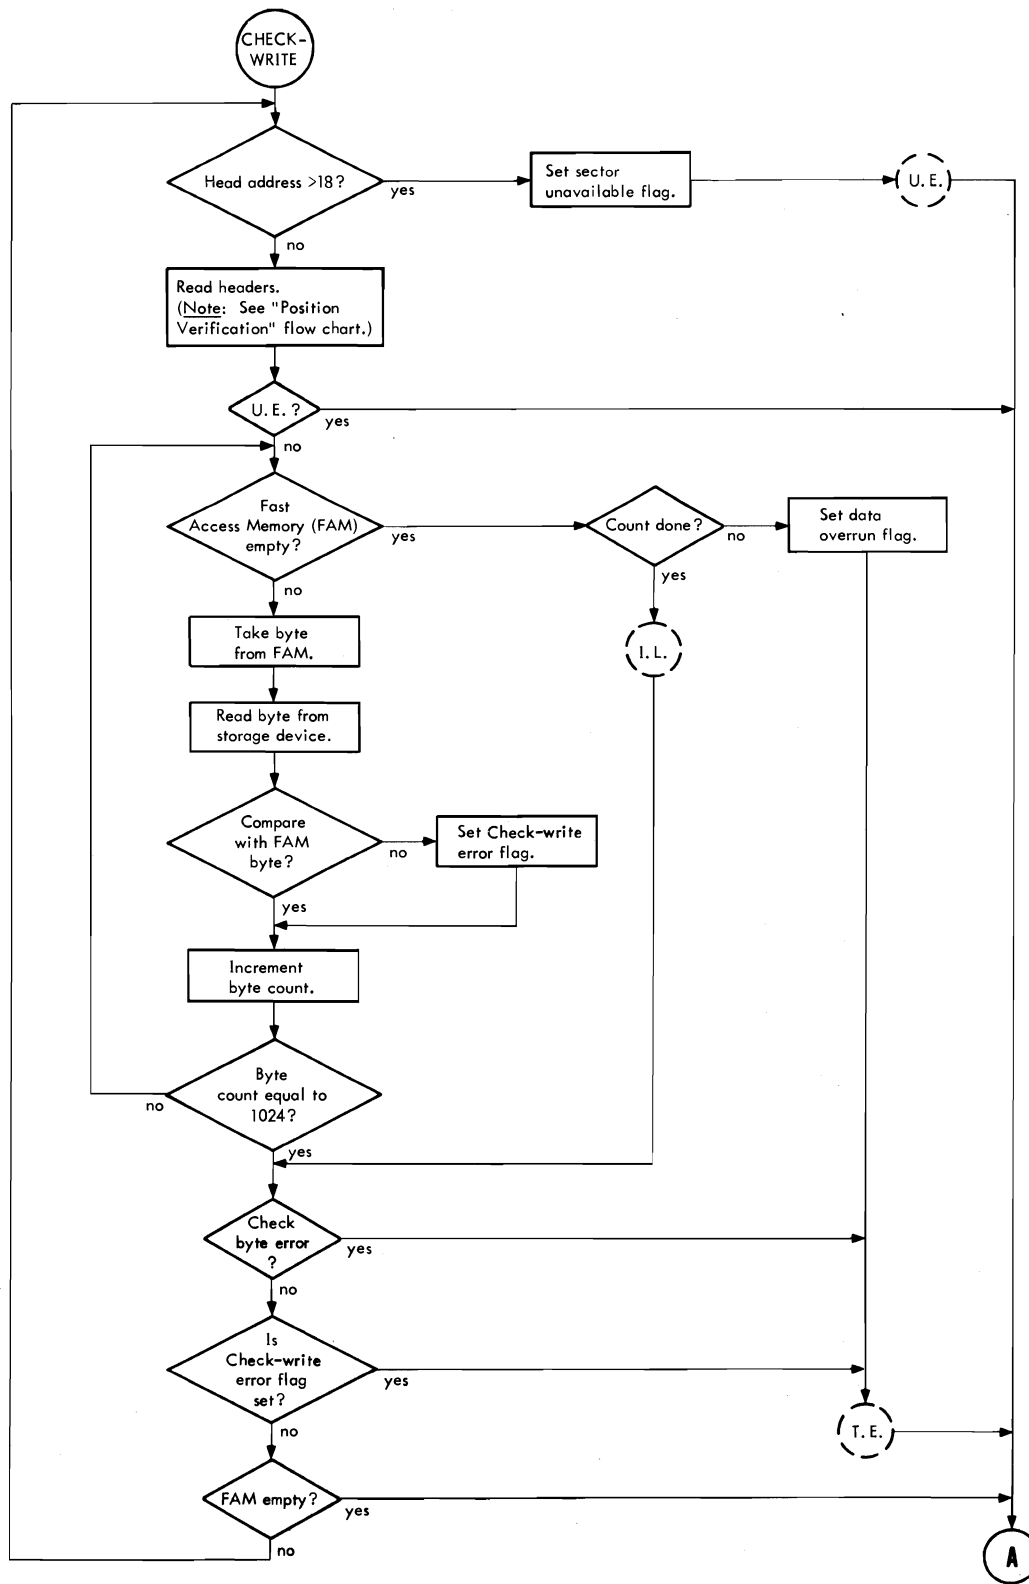 CHECK-
WRITE
Head address >18?
yes
Set sector
unavailable flag.
U. E.
no
Read headers.
(Note: See "Position
Verification" flow chart.)
U. E. ?
yes
no
Fast
Access Memory (FAM)
empty?
yes
Count done?
no
Set data
overrun flag.
yes
I. L.
no
Take byte
from FAM.
Read byte from
storage device.
Compare
with FAM
byte?
no
Set Check-write
error flag.
yes
Increment
byte count.
Byte
count equal to
1024?
no
yes
Check
byte error
?
yes
no
Is
Check-write
error flag
set?
yes
no
T. E.
FAM empty?
yes
no
A